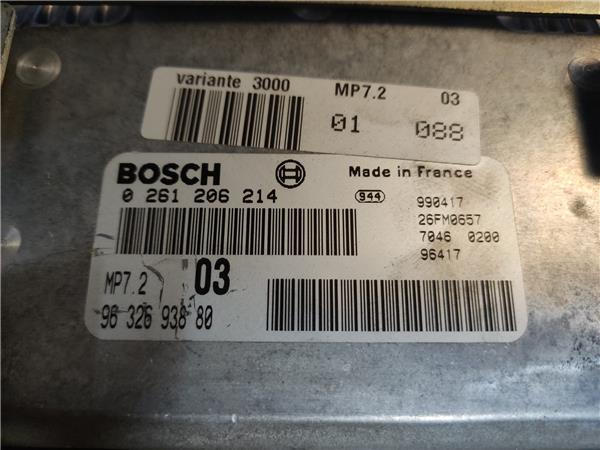 variante 3000 MP7.2 03
01 088
BOSCH Made in France
0 261 206 214 944 990417
26FM0657
7046 0200
96417
MP7.2 03
96 326 938 80